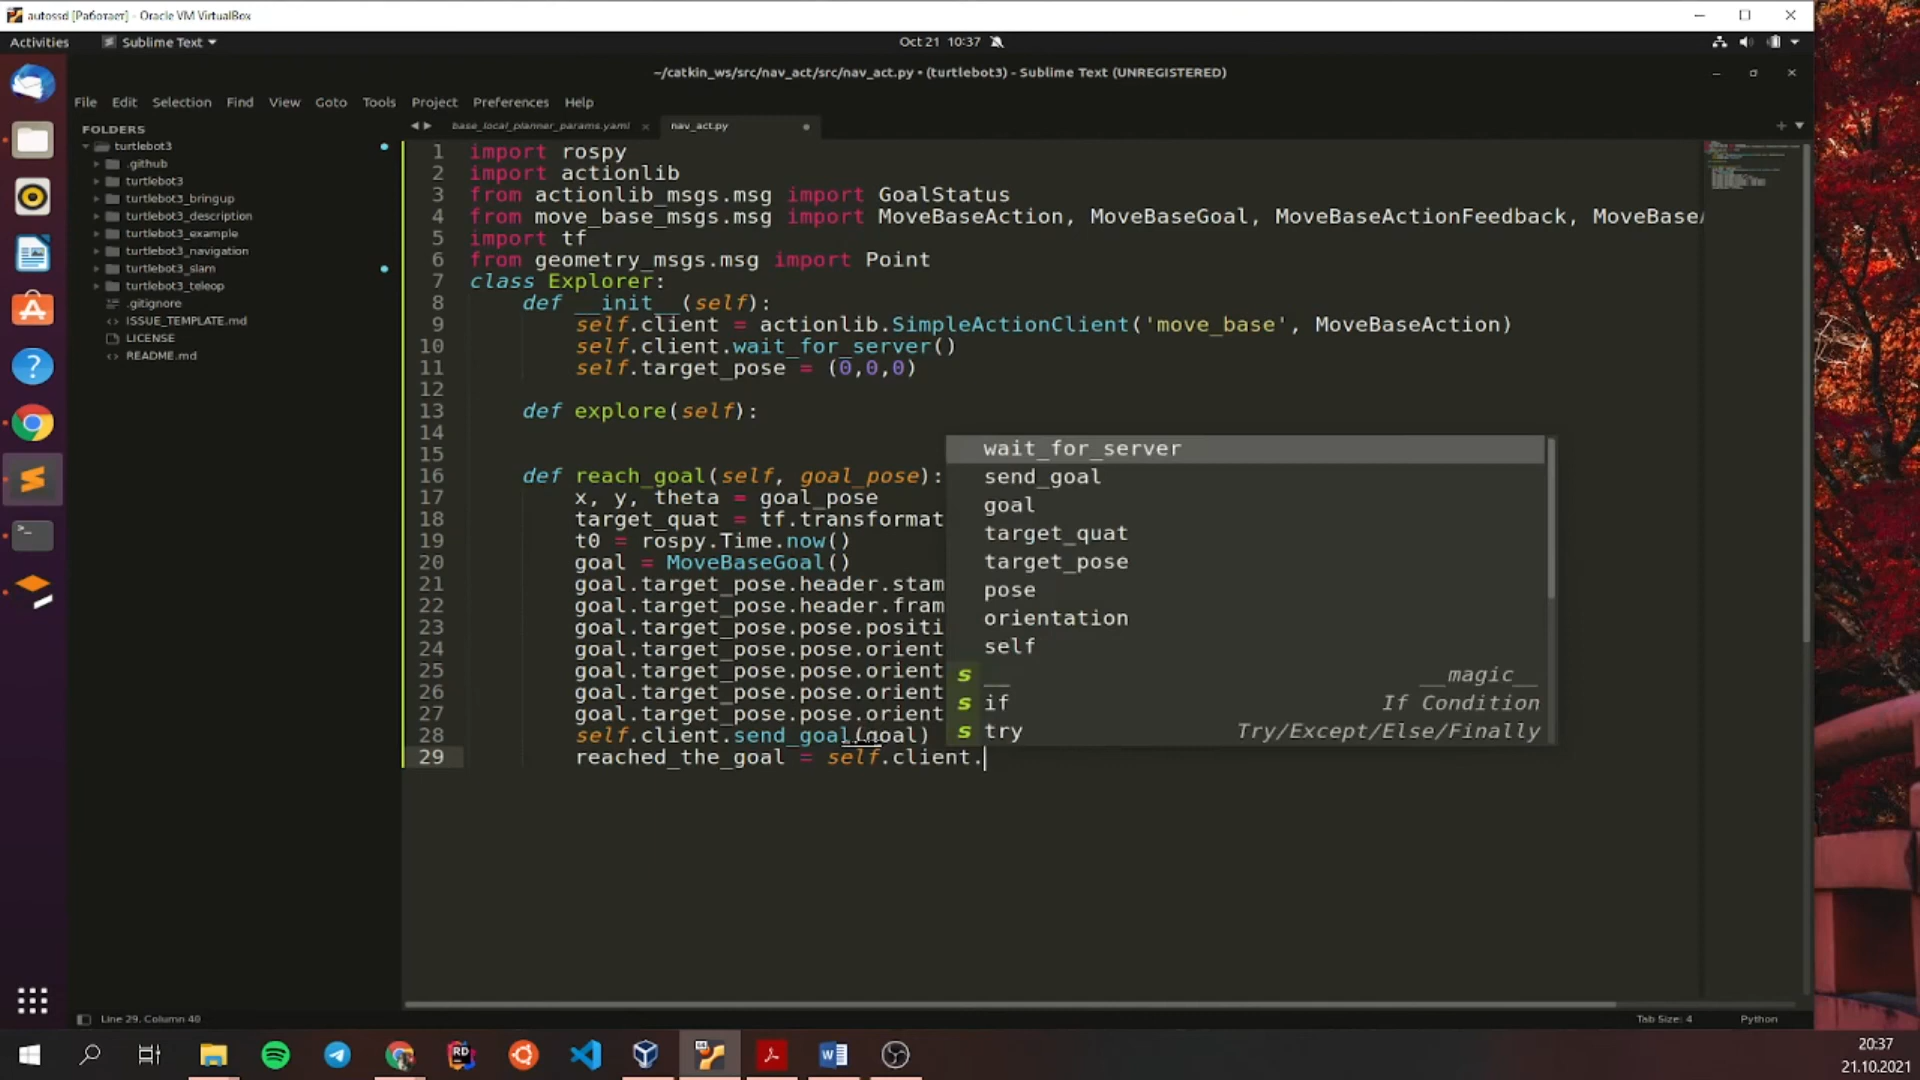 autossd [Работает] - Oracle VM VirtualBox
Activities Sublime Text Oct 21 10:37
~/catkin_ws/src/nav_act/src/nav_act.py • (turtlebot3) - Sublime Text (UNREGISTERED)
File Edit Selection Find View Goto Tools Project Preferences Help
FOLDERS
turtlebot3
.github
turtlebot3
turtlebot3_bringup
turtlebot3_description
turtlebot3_example
turtlebot3_navigation
turtlebot3_slam
turtlebot3_teleop
.gitignore
ISSUE_TEMPLATE.md
LICENSE
README.md
base_local_planner_params.yaml nav_act.py
1 import rospy
2 import actionlib
3 from actionlib_msgs.msg import GoalStatus
4 from move_base_msgs.msg import MoveBaseAction, MoveBaseGoal, MoveBaseActionFeedback, MoveBaseA
5 import tf
6 from geometry_msgs.msg import Point
7 class Explorer:
8 def __init__(self):
9 self.client = actionlib.SimpleActionClient('move_base', MoveBaseAction)
10 self.client.wait_for_server()
11 self.target_pose = (0,0,0)
12
13 def explore(self):
14
15
16 def reach_goal(self, goal_pose):
17 x, y, theta = goal_pose
18 target_quat = tf.transformat
19 t0 = rospy.Time.now()
20 goal = MoveBaseGoal()
21 goal.target_pose.header.stam
22 goal.target_pose.header.fram
23 goal.target_pose.pose.positi
24 goal.target_pose.pose.orient
25 goal.target_pose.pose.orient
26 goal.target_pose.pose.orient
27 goal.target_pose.pose.orient
28 self.client.send_goal(goal)
29 reached_the_goal = self.client.
wait_for_server
send_goal
goal
target_quat
target_pose
pose
orientation
self
s __ __magic__
s if If Condition
s try Try/Except/Else/Finally
Line 29, Column 40 Tab Size: 4 Python
20:37
21.10.2021